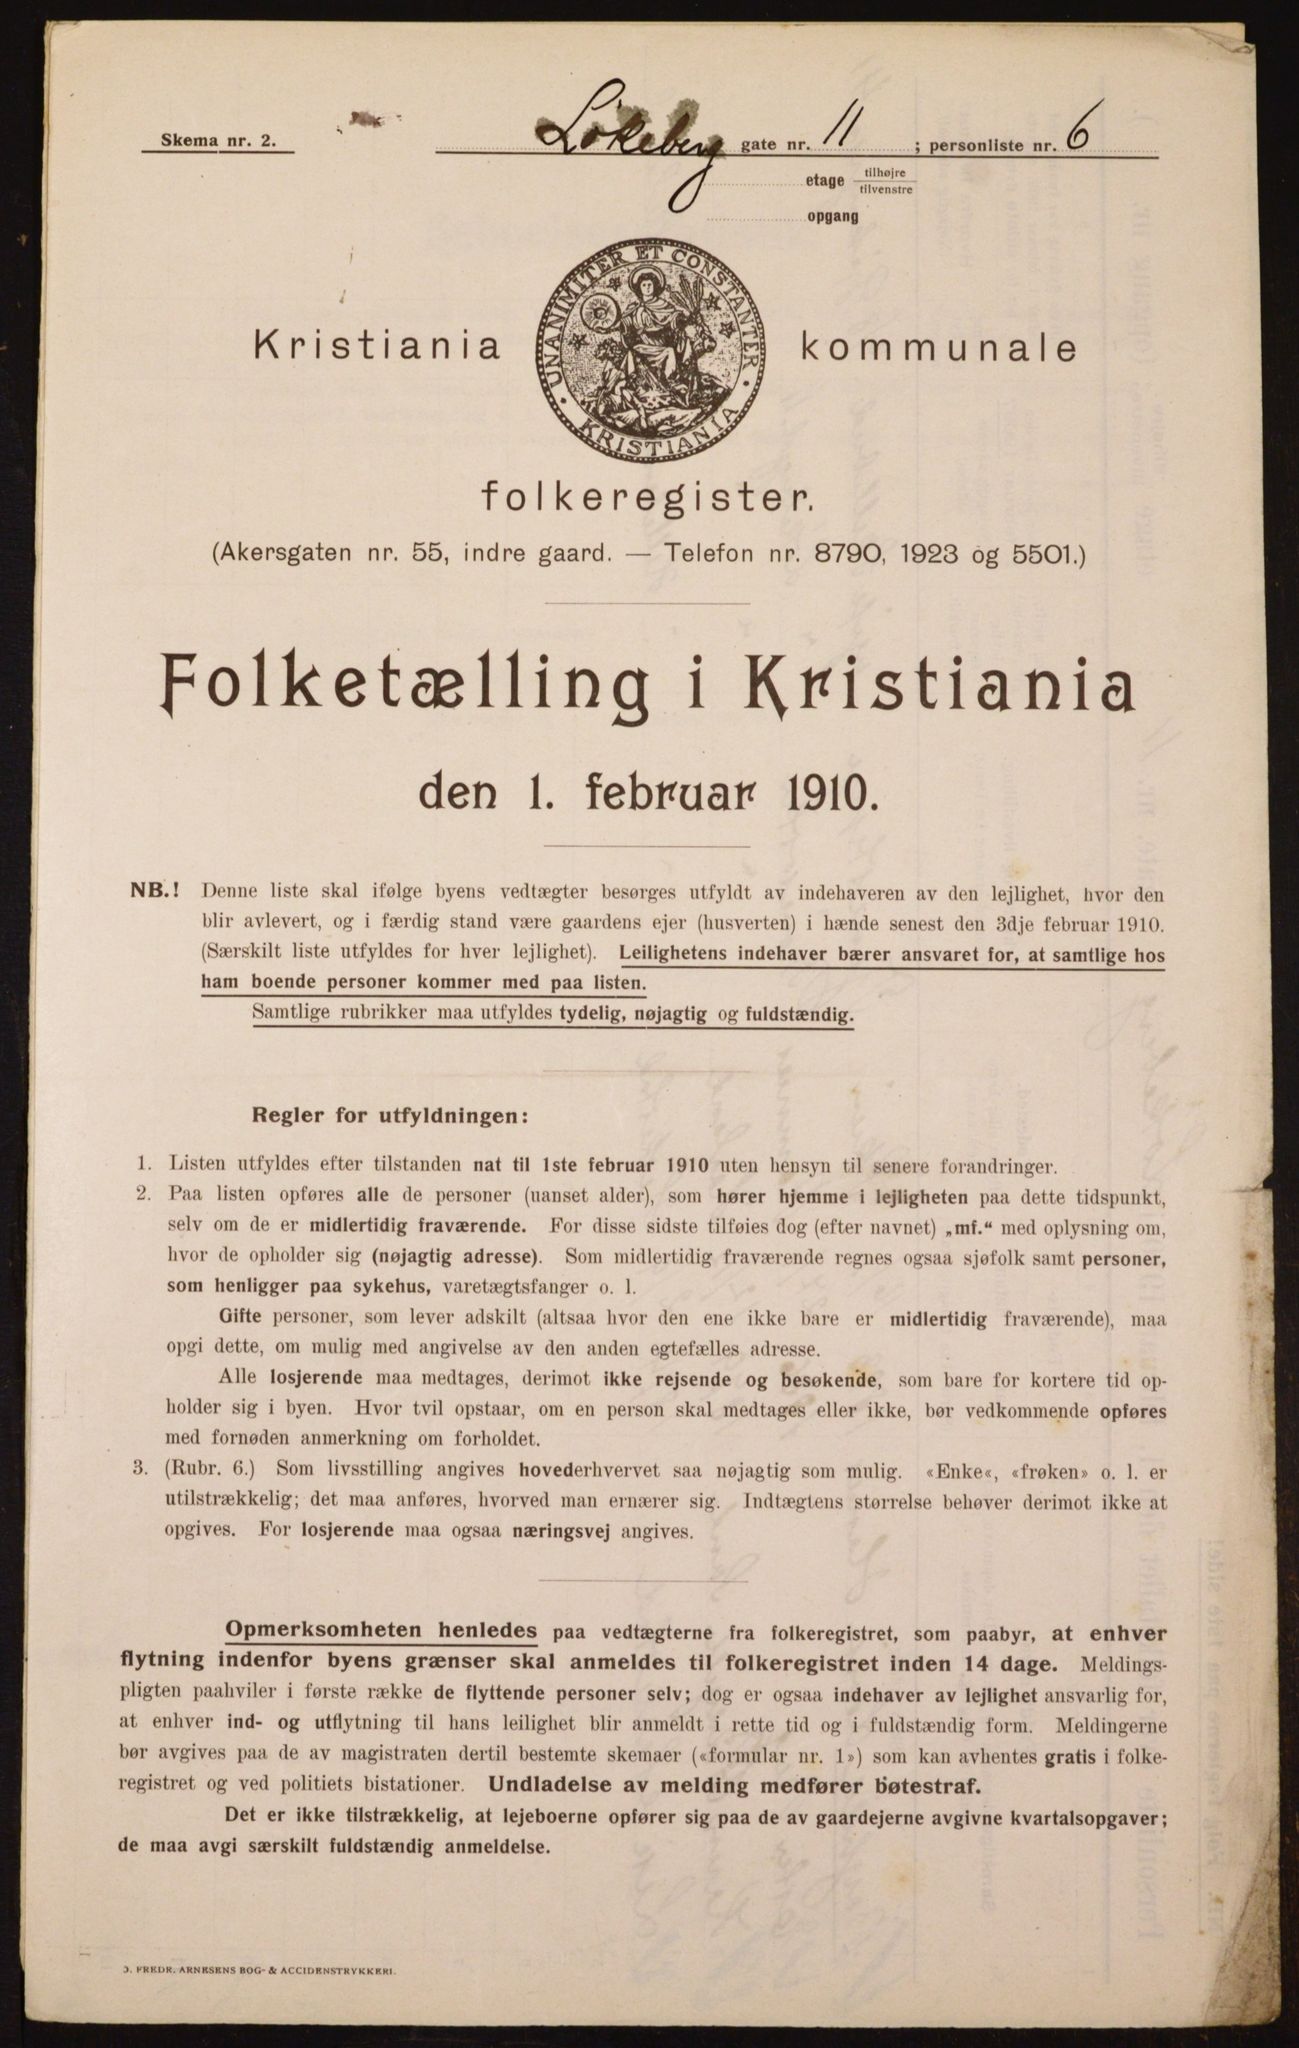 Skema nr. 2.
Lökeberg gate nr. 11 ; personliste nr. 6
etage tilhøjre
tilvenstre
opgang
UNANIMITER ET CONSTANTER
KRISTIANIA
Kristiania kommunale
folkeregister.
(Akersgaten nr. 55, indre gaard. — Telefon nr. 8790, 1923 og 5501.)
Folketælling i Kristiania
den 1. februar 1910.
NB.! Denne liste skal ifølge byens vedtægter besørges utfyldt av indehaveren av den lejlighet, hvor den
blir avlevert, og i færdig stand være gaardens ejer (husverten) i hænde senest den 3dje februar 1910.
(Særskilt liste utfyldes for hver lejlighet). Leilighetens indehaver bærer ansvaret for, at samtlige hos
ham boende personer kommer med paa listen.
Samtlige rubrikker maa utfyldes tydelig, nøjagtig og fuldstændig.
Regler for utfyldningen:
1. Listen utfyldes efter tilstanden nat til 1ste februar 1910 uten hensyn til senere forandringer.
2. Paa listen opføres alle de personer (uanset alder), som hører hjemme i lejligheten paa dette tidspunkt,
selv om de er midlertidig fraværende. For disse sidste tilføies dog (efter navnet) „mf.“ med oplysning om,
hvor de opholder sig (nøjagtig adresse). Som midlertidig fraværende regnes ogsaa sjøfolk samt personer,
som henligger paa sykehus, varetægtsfanger o. l.
Gifte personer, som lever adskilt (altsaa hvor den ene ikke bare er midlertidig fraværende), maa
opgi dette, om mulig med angivelse av den anden egtefælles adresse.
Alle losjerende maa medtages, derimot ikke rejsende og besøkende, som bare for kortere tid op-
holder sig i byen. Hvor tvil opstaar, om en person skal medtages eller ikke, bør vedkommende opføres
med fornøden anmerkning om forholdet.
3. (Rubr. 6.) Som livsstilling angives hovederhvervet saa nøjagtig som mulig. «Enke«, «frøken» o. l. er
utilstrækkelig; det maa anføres, hvorved man ernærer sig. Indtægtens størrelse behøver derimot ikke at
opgives. For losjerende maa ogsaa næringsvej angives.
Opmerksomheten henledes paa vedtægterne fra folkeregistret, som paabyr, at enhver
flytning indenfor byens grænser skal anmeldes til folkeregistret inden 14 dage. Meldings-
pligten paahviler i første række de flyttende personer selv; dog er ogsaa indehaver av lejlighet ansvarlig for,
at enhver ind- og utflytning til hans leilighet blir anmeldt i rette tid og i fuldstændig form. Meldingerne
bør avgives paa de av magistraten dertil bestemte skemaer («formular nr. 1») som kan avhentes gratis i folke-
registret og ved politiets bistationer. Undladelse av melding medfører bøtestraf.
Det er ikke tilstrækkelig, at lejeboerne opfører sig paa de av gaardejerne avgivne kvartalsopgaver;
de maa avgi særskilt fuldstændig anmeldelse.
J. FREDR. ARNESENS BOG- & ACCIDENSTRYKKERI.